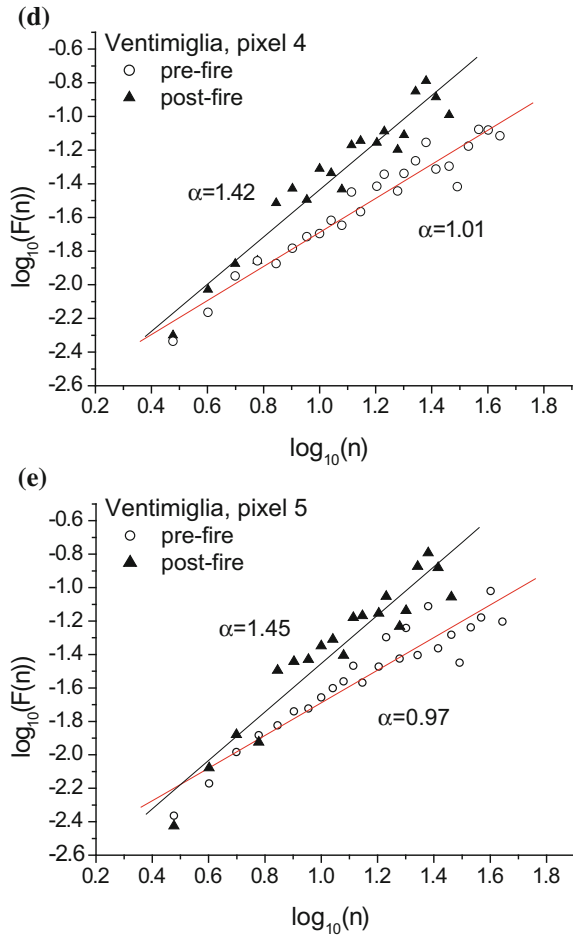 (d)
Ventimiglia, pixel 4
pre-fire
post-fire
α=1.42
α=1.01
log10(F(n))
-0.6
-0.8
-1.0
-1.2
-1.4
-1.6
-1.8
-2.0
-2.2
-2.4
-2.6
0.2 0.4 0.6 0.8 1.0 1.2 1.4 1.6 1.8
log10(n)
(e)
Ventimiglia, pixel 5
pre-fire
post-fire
α=1.45
α=0.97
log10(F(n))
-0.6
-0.8
-1.0
-1.2
-1.4
-1.6
-1.8
-2.0
-2.2
-2.4
-2.6
0.2 0.4 0.6 0.8 1.0 1.2 1.4 1.6 1.8
log10(n)